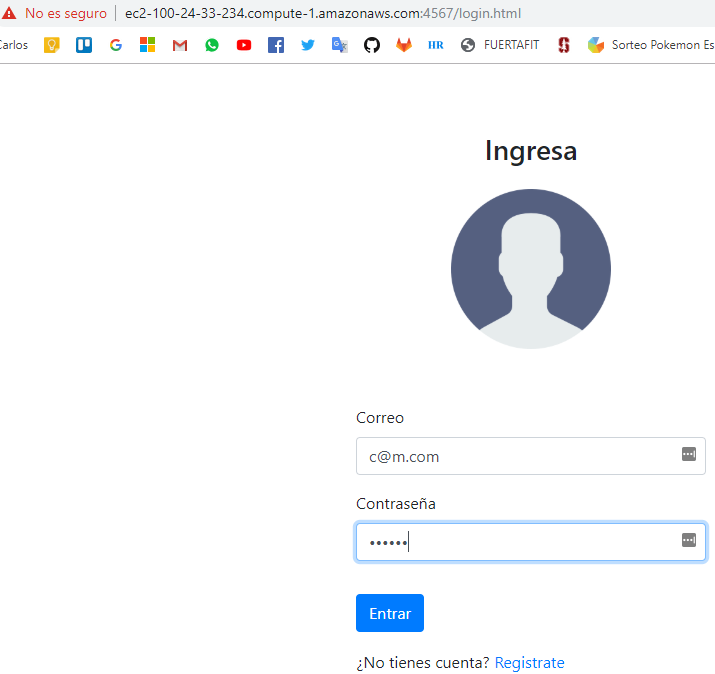 No es seguro | ec2-100-24-33-234.compute-1.amazonaws.com:4567/login.html
Carlos HR FUERTAFIT Sorteo Pokemon Es
Ingresa
Correo
c@m.com
Contraseña
••••••
Entrar
¿No tienes cuenta? Registrate